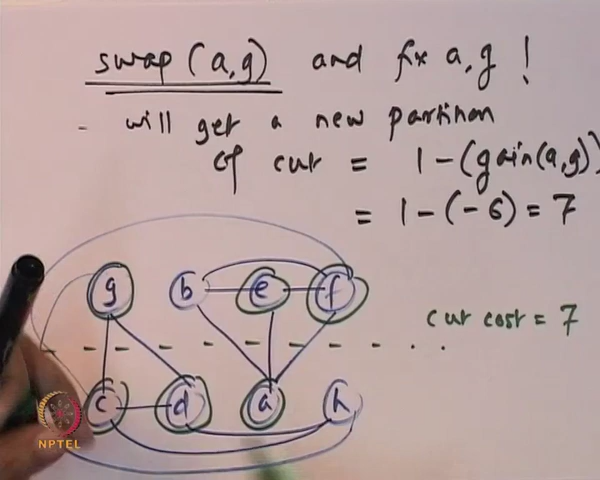 swap (a,g) and fix a,g !
- will get a new partition
of cut = 1-(gain(a,g))
= 1-(-6) = 7
g b e f
cut cost = 7
c d a h
NPTEL